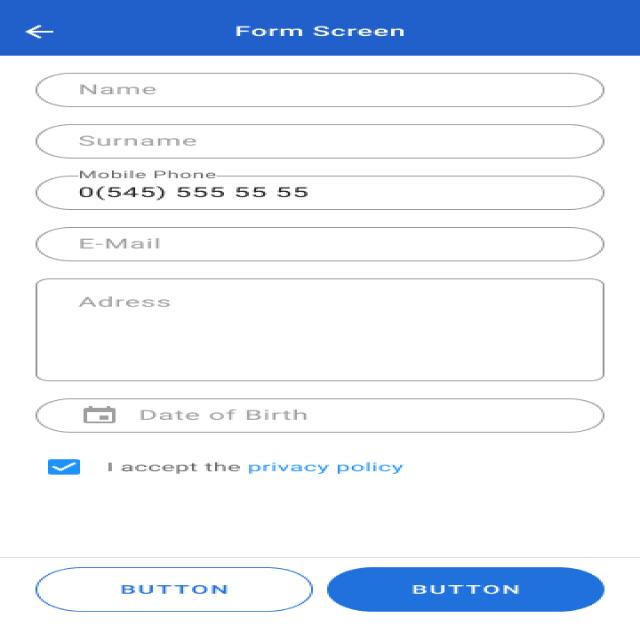 Form Screen
Name
Surname
Mobile Phone
0(545) 555 55 55
E-Mail
Adress
Date of Birth
I accept the privacy policy
BUTTON BUTTON